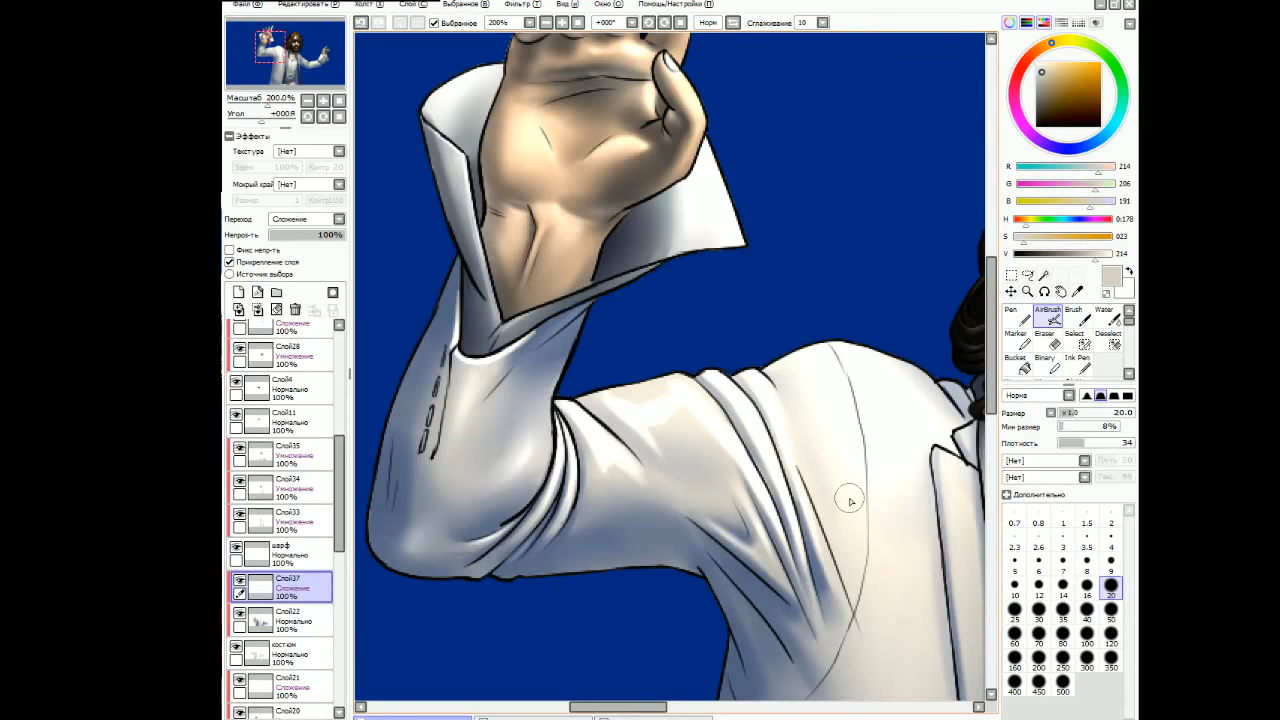 Файл (Ф) Редактировать (Р) Холст (Х) Слой (С) Выбранное (В) Фильтр (Т) Вид (И) Окно (О) Помощь/Настройки (П)
Выбранное 200% +000° Норм Сглаживание 10
Масштаб 200.0%
Угол +000Я
Эффекты
Текстура [Нет]
100% 20
Мокрый край [Нет]
1 100
Переход Сложение
Непроз-ть 100%
Фикс непр-ть
Прикрепление слоя
Источник выбора
Сложение
100%
Слой28
Умножение
100%
Слой4
Нормально
100%
Слой11
Нормально
100%
Слой35
Умножение
100%
Слой34
Умножение
100%
Слой33
Умножение
100%
шарф
Нормально
100%
Слой37
Сложение
100%
Слой22
Нормально
100%
костюм
Нормально
100%
Слой21
Сложение
100%
Слой20
R 214
G 206
B 191
H 0:178
S 023
V 214
Pen AirBrush Brush Water
Marker Eraser Select Deselect
Bucket Binary Ink Pen
Норма
Размер x 1.0 20.0
Мин размер 8%
Плотность 34
[Нет] 50
[Нет] 95
Дополнительно
0.7 0.8 1 1.5 2
2.3 2.6 3 3.5 4
5 6 7 8 9
10 12 14 16 20
25 30 35 40 50
60 70 80 100 120
160 200 250 300 350
400 450 500